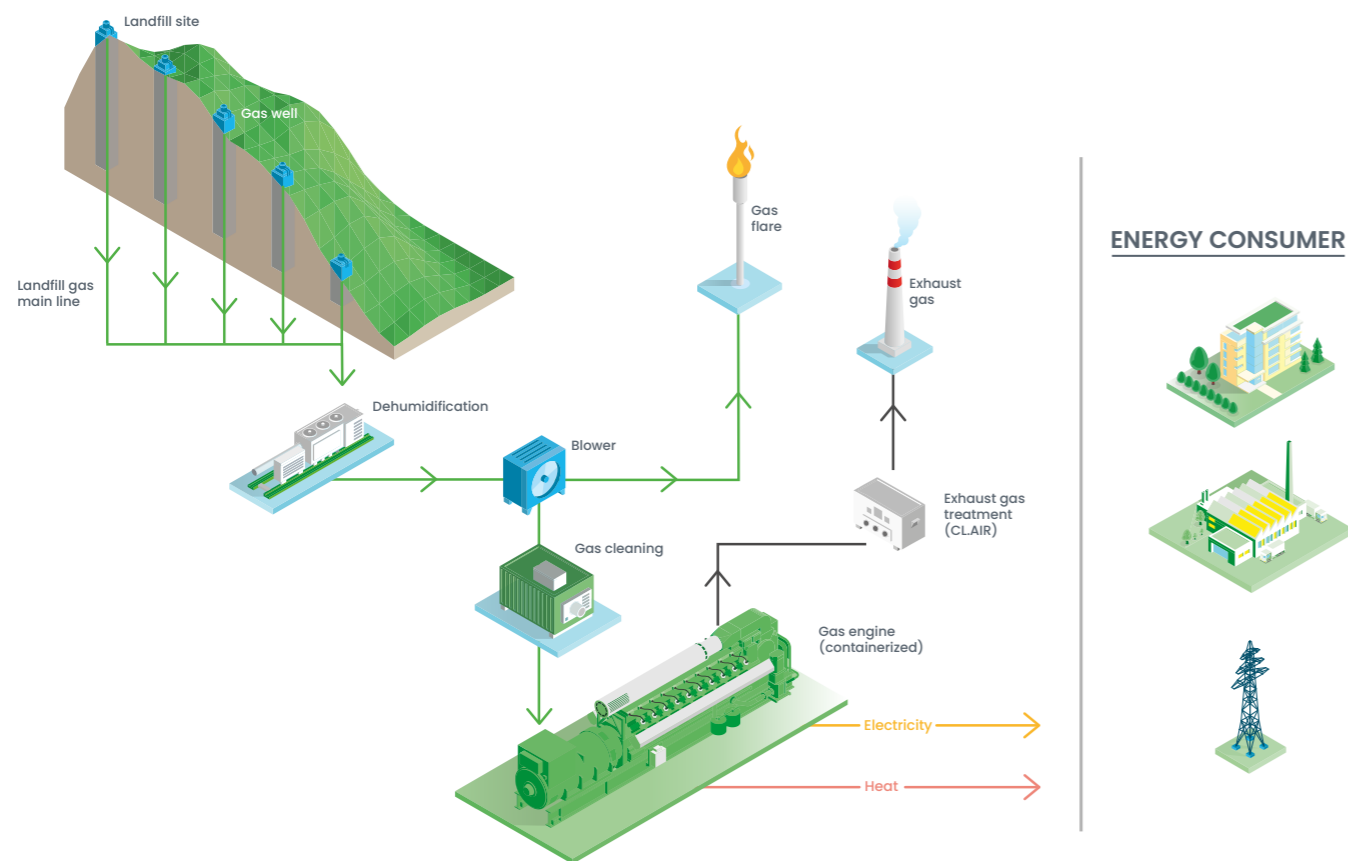 Landfill site
Gas well
Landfill gas
main line
Dehumidification
Blower
Gas
flare
Exhaust
gas
Gas cleaning
Exhaust gas
treatment
(CL.AIR)
Gas engine
(containerized)
Electricity
Heat
ENERGY CONSUMER